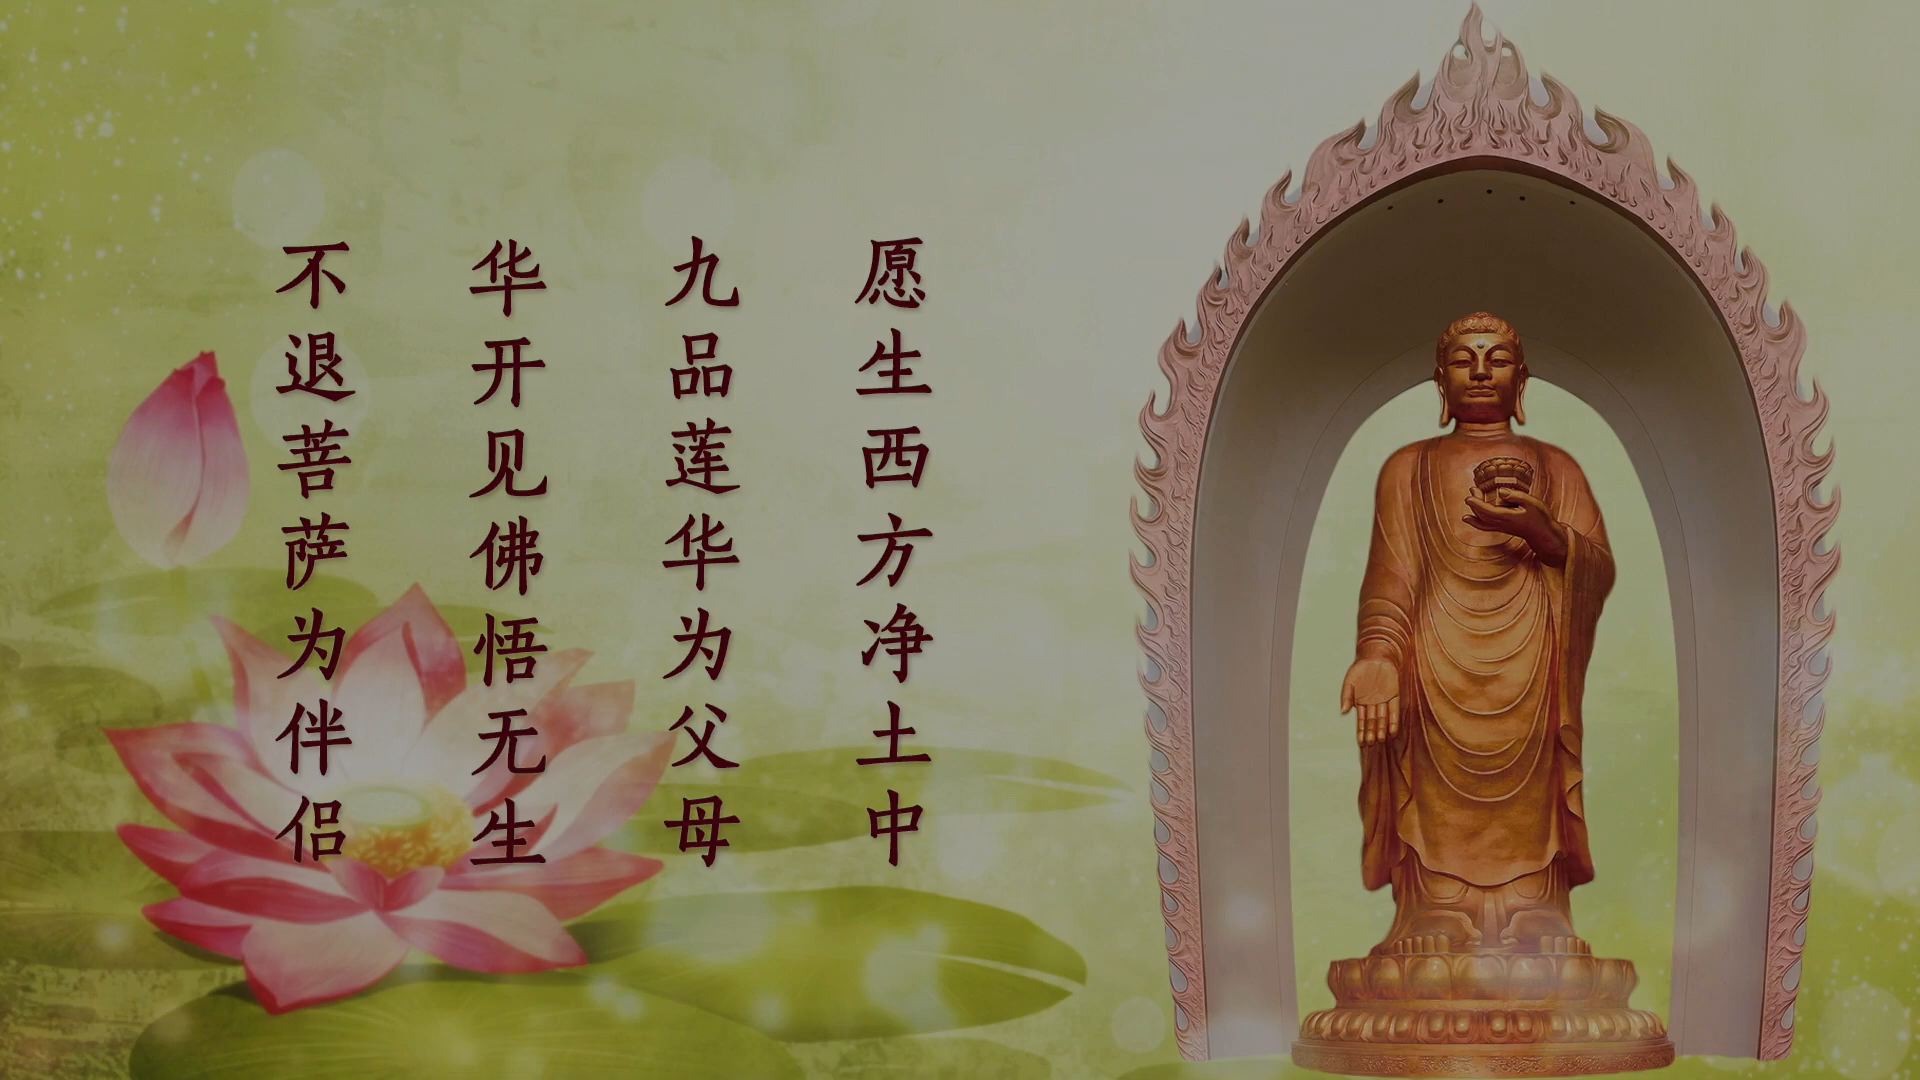 愿生西方净土中
九品莲华为父母
华开见佛悟无生
不退菩萨为伴侣